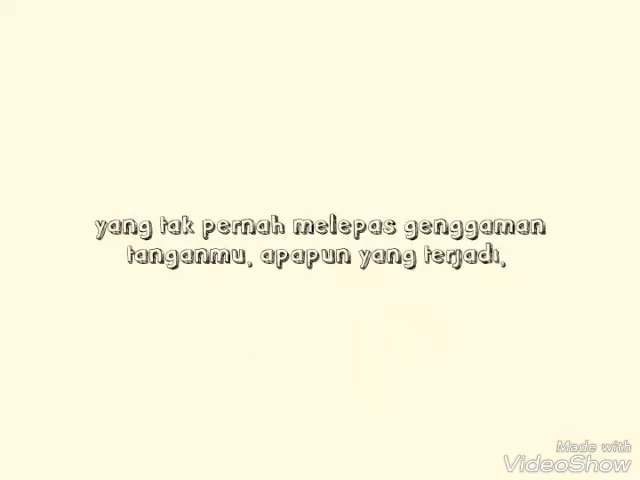 yang tak pernah melepas genggaman
tanganmu, apapun yang terjadi,
Made with
VideoShow